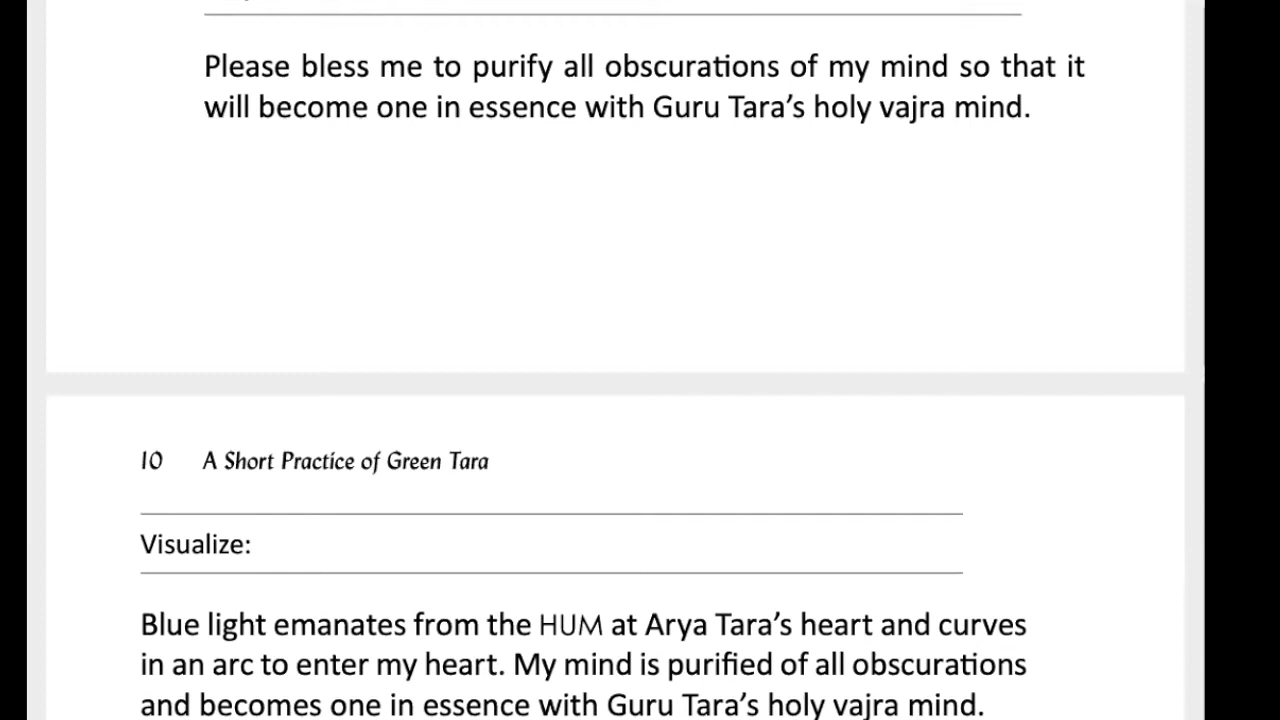 Please bless me to purify all obscurations of my mind so that it
will become one in essence with Guru Tara’s holy vajra mind.
10 A Short Practice of Green Tara
Visualize:
Blue light emanates from the HUM at Arya Tara’s heart and curves
in an arc to enter my heart. My mind is purified of all obscurations
and becomes one in essence with Guru Tara’s holy vajra mind.